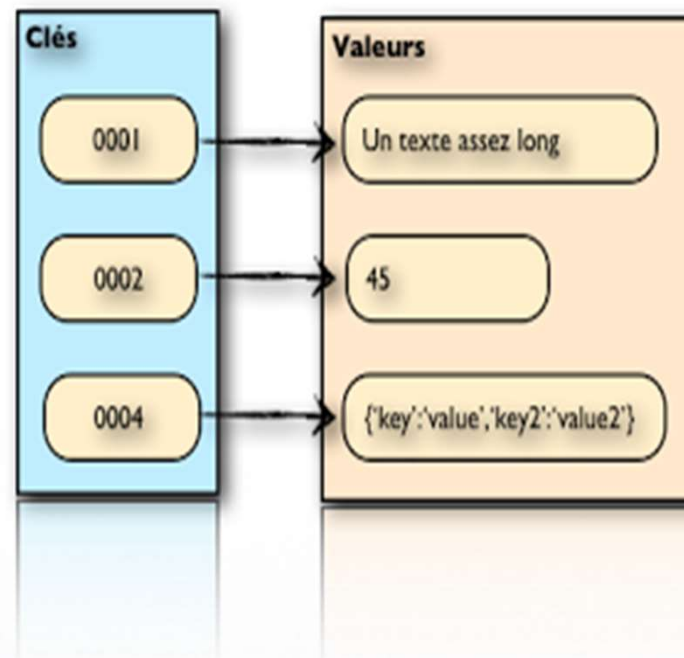 Clés
Valeurs
0001
Un texte assez long
0002
45
0004
{'key':'value','key2':'value2'}